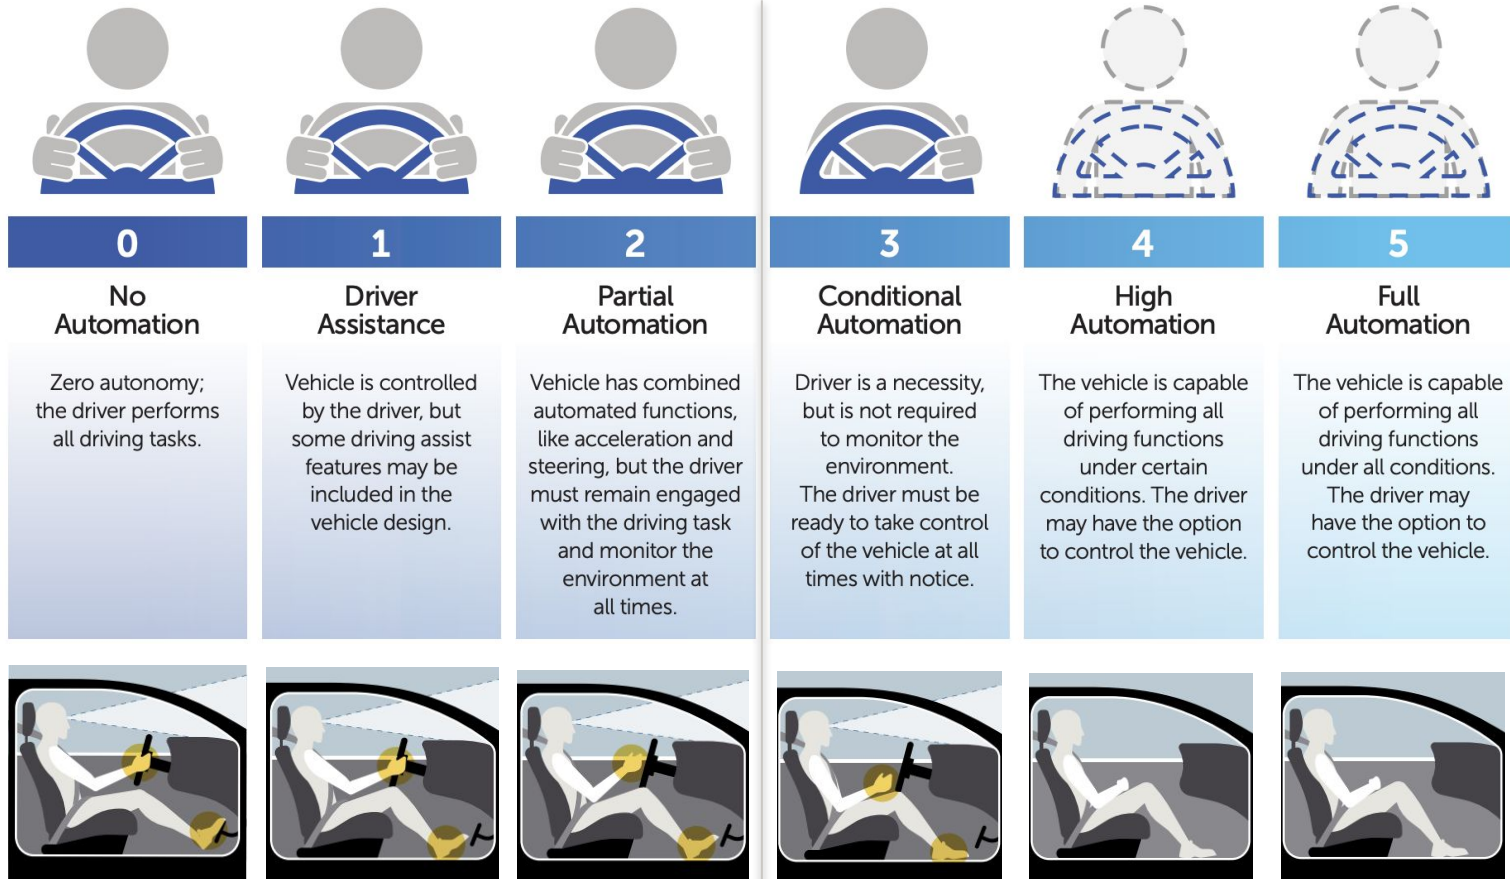 0
No
Automation
Zero autonomy;
the driver performs
all driving tasks.
1
Driver
Assistance
Vehicle is controlled
by the driver, but
some driving assist
features may be
included in the
vehicle design.
2
Partial
Automation
Vehicle has combined
automated functions,
like acceleration and
steering, but the driver
must remain engaged
with the driving task
and monitor the
environment at
all times.
3
Conditional
Automation
Driver is a necessity,
but is not required
to monitor the
environment.
The driver must be
ready to take control
of the vehicle at all
times with notice.
4
High
Automation
The vehicle is capable
of performing all
driving functions
under certain
conditions. The driver
may have the option
to control the vehicle.
5
Full
Automation
The vehicle is capable
of performing all
driving functions
under all conditions.
The driver may
have the option to
control the vehicle.